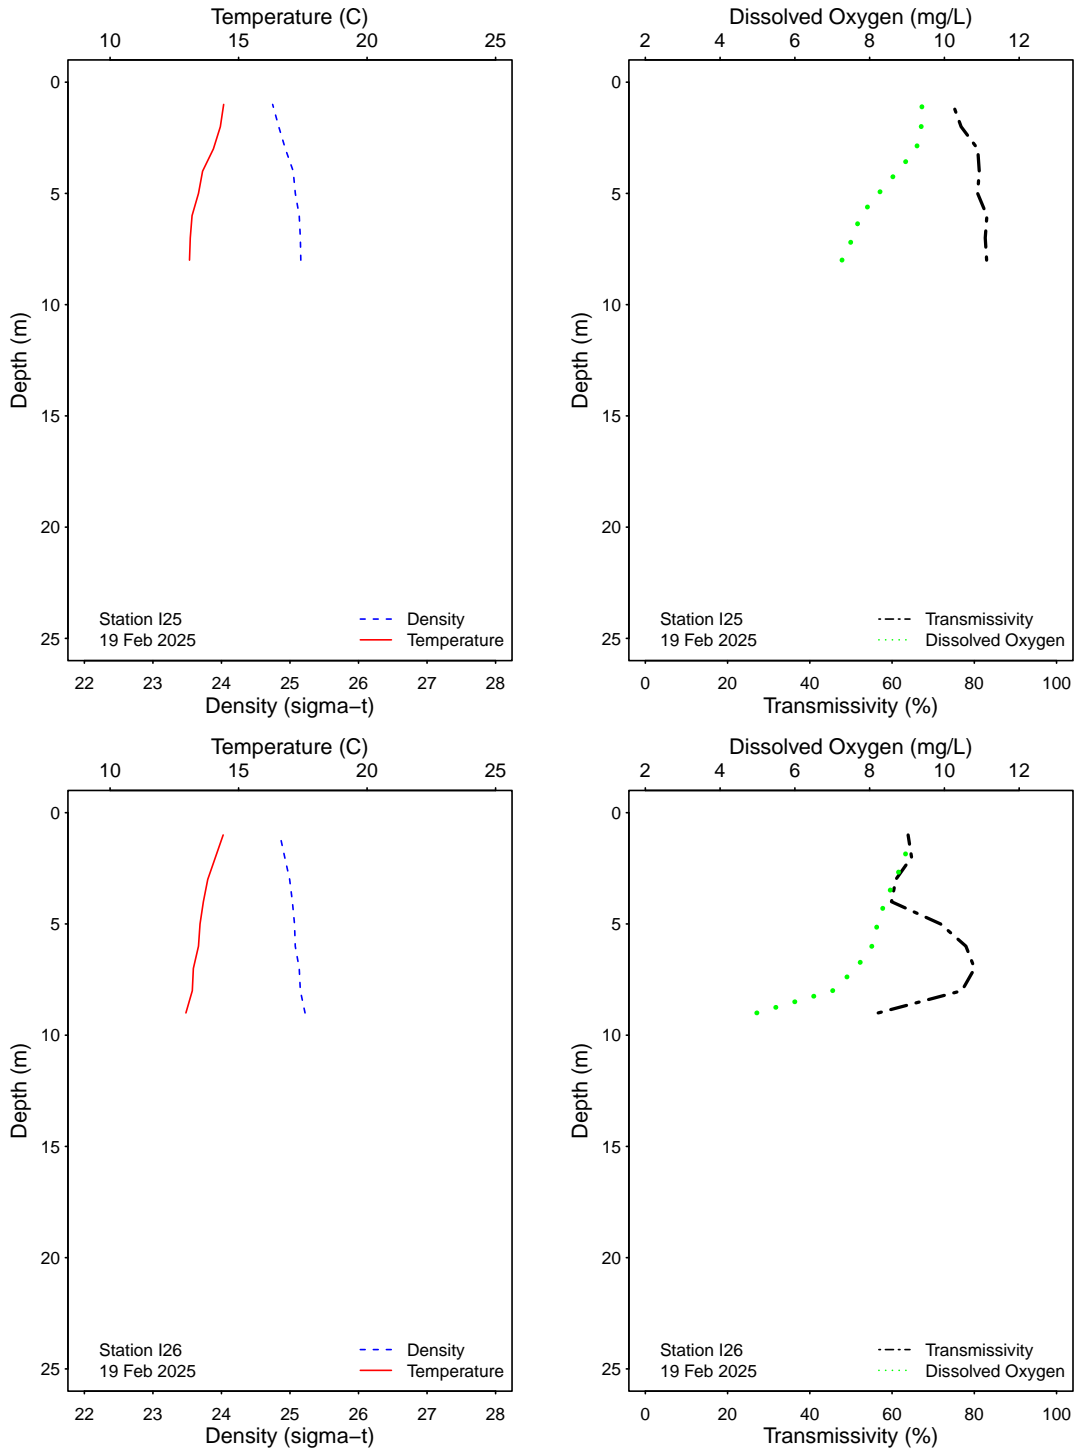 Temperature (C)
10 15 20 25
0
5
10
15
20
25
Depth (m)
Station I25
19 Feb 2025
Density
Temperature
22 23 24 25 26 27 28
Density (sigma−t)
Dissolved Oxygen (mg/L)
2 4 6 8 10 12
0
5
10
15
20
25
Depth (m)
Station I25
19 Feb 2025
Transmissivity
Dissolved Oxygen
0 20 40 60 80 100
Transmissivity (%)
Temperature (C)
10 15 20 25
0
5
10
15
20
25
Depth (m)
Station I26
19 Feb 2025
Density
Temperature
22 23 24 25 26 27 28
Density (sigma−t)
Dissolved Oxygen (mg/L)
2 4 6 8 10 12
0
5
10
15
20
25
Depth (m)
Station I26
19 Feb 2025
Transmissivity
Dissolved Oxygen
0 20 40 60 80 100
Transmissivity (%)